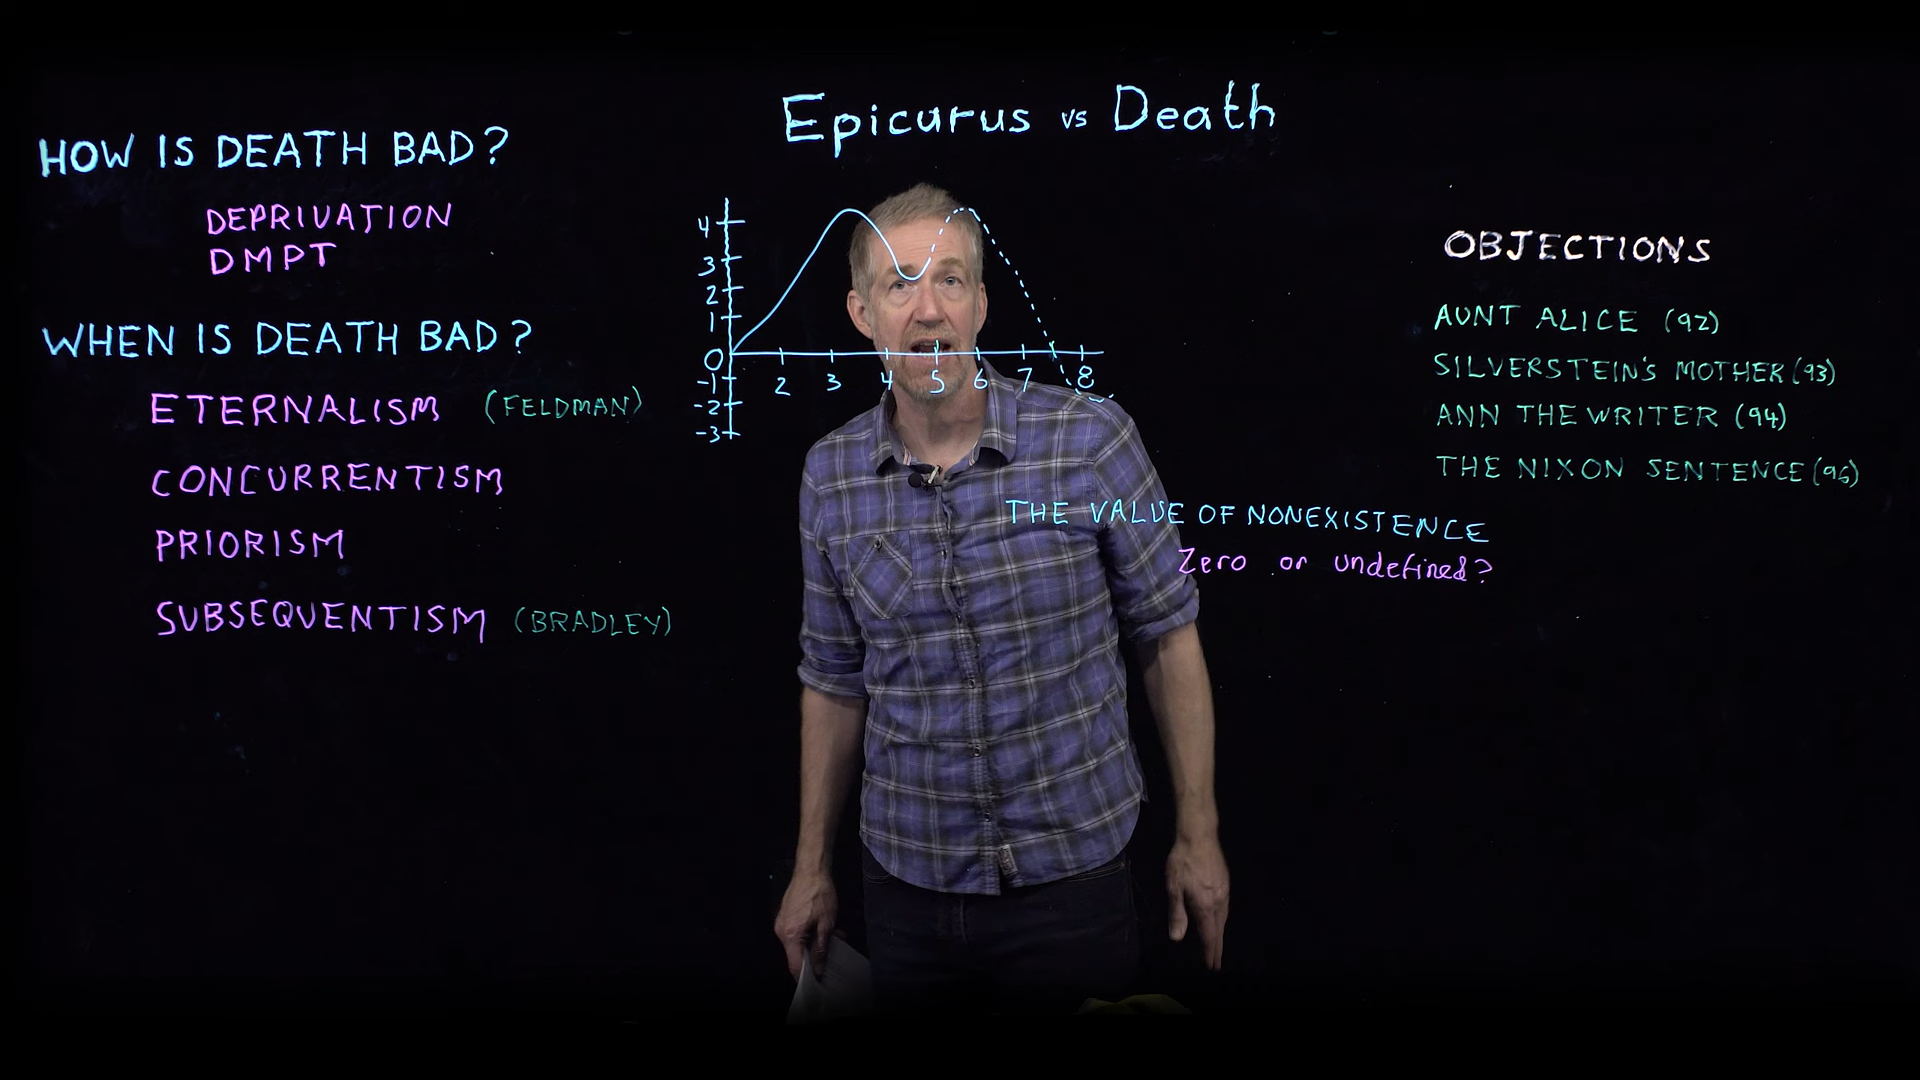 Epicurus vs Death
HOW IS DEATH BAD?
DEPRIVATION
DMPT
WHEN IS DEATH BAD?
ETERNALISM (FELDMAN)
CONCURRENTISM
PRIORISM
SUBSEQUENTISM (BRADLEY)
4
3
2
1
0
-1
-2
-3
2 3 4 5 6 7 8
THE VALUE OF NONEXISTENCE
Zero or undefined?
OBJECTIONS
AUNT ALICE (92)
SILVERSTEIN'S MOTHER (93)
ANN THE WRITER (94)
THE NIXON SENTENCE (95)